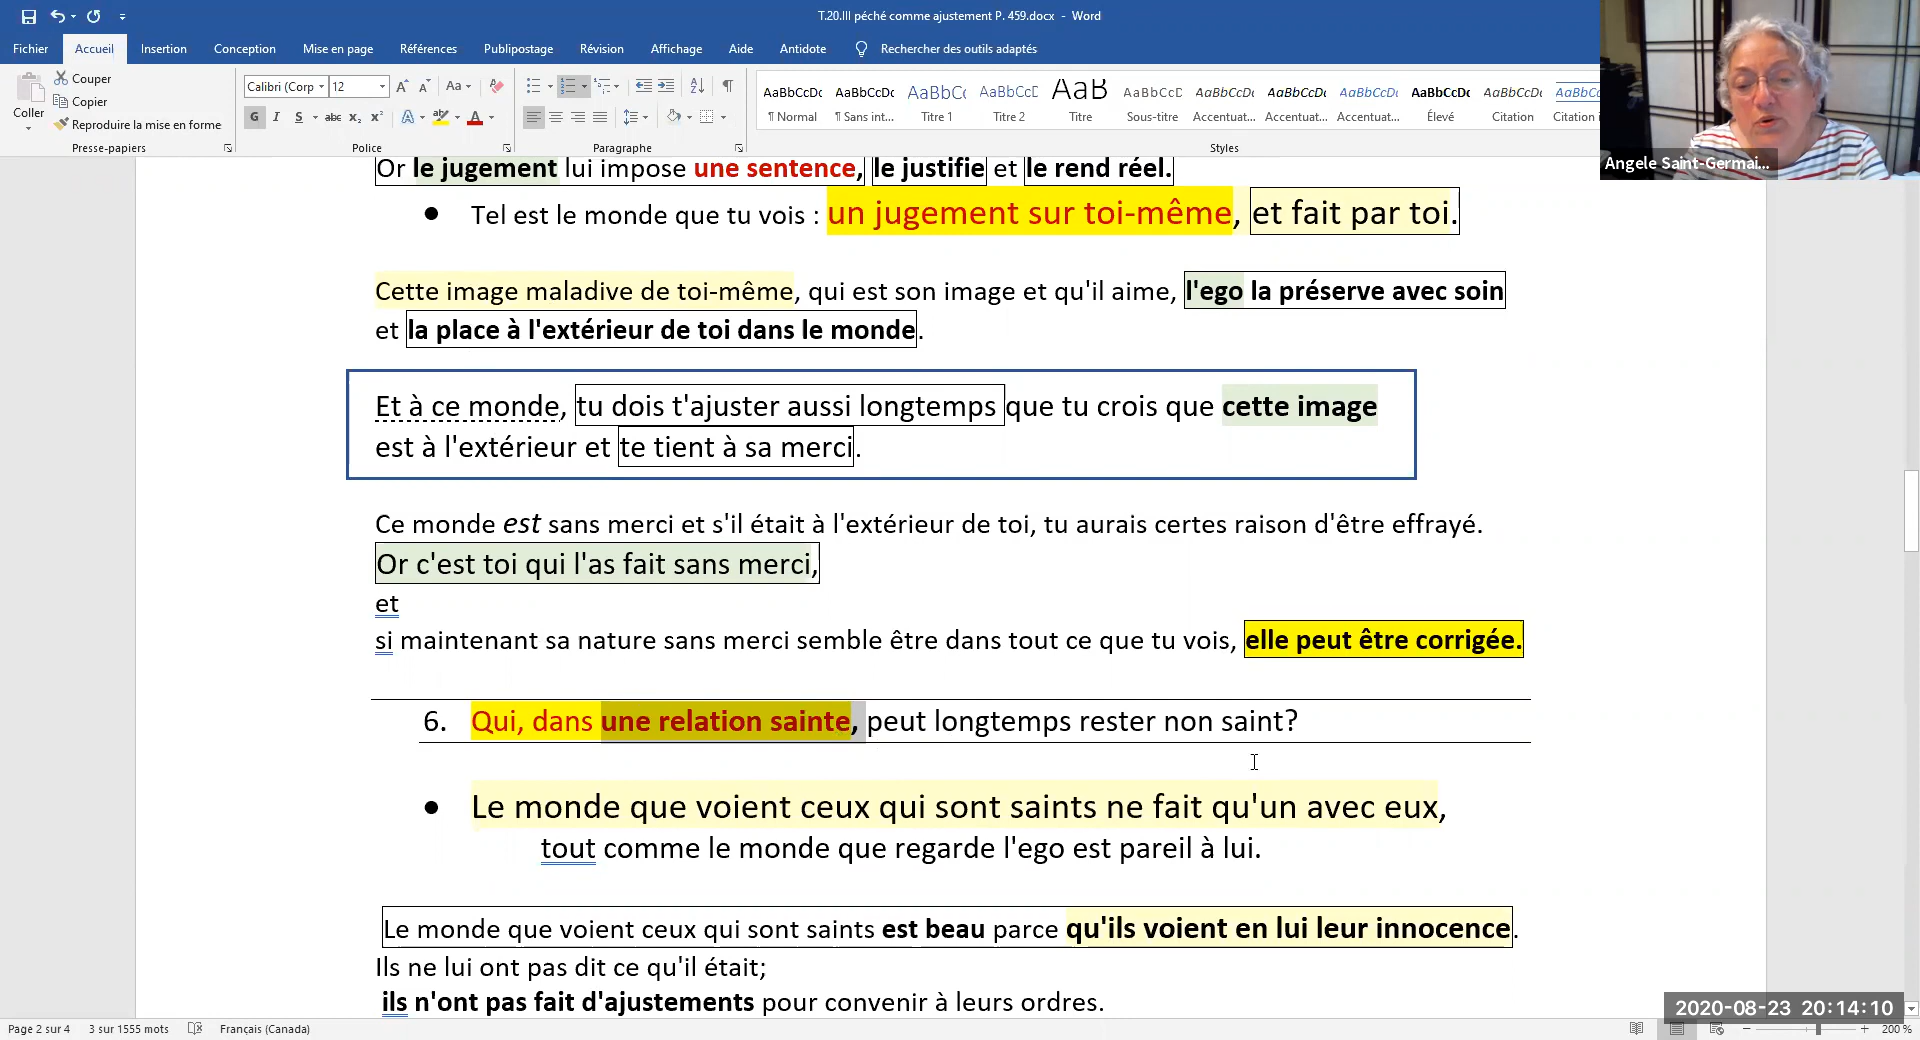 T.20.III péché comme ajustement P. 459.docx - Word
Fichier Accueil Insertion Conception Mise en page Références Publipostage Révision Affichage Aide Antidote Rechercher des outils adaptés
Coller
Couper
Copier
Reproduire la mise en forme
Calibri (Corp 12
AaBbCcDc AaBbCcDc AaBbC( AaBbCcD AaB AaBbCcD AaBbCcDc AaBbCcDc AaBbCcDc AaBbCcDc AaBbCcDc AaBbCcDc
¶ Normal ¶ Sans int... Titre 1 Titre 2 Titre Sous-titre Accentuat... Accentuat... Accentuat... Élevé Citation Citation i
Presse-papiers Police Paragraphe Styles
Angele Saint-Germai...
Or le jugement lui impose une sentence, le justifie et le rend réel.
● Tel est le monde que tu vois : un jugement sur toi-même, et fait par toi.
Cette image maladive de toi-même, qui est son image et qu'il aime, l'ego la préserve avec soin
et la place à l'extérieur de toi dans le monde.
Et à ce monde, tu dois t'ajuster aussi longtemps que tu crois que cette image
est à l'extérieur et te tient à sa merci.
Ce monde est sans merci et s'il était à l'extérieur de toi, tu aurais certes raison d'être effrayé.
Or c'est toi qui l'as fait sans merci,
et
si maintenant sa nature sans merci semble être dans tout ce que tu vois, elle peut être corrigée.
6. Qui, dans une relation sainte, peut longtemps rester non saint?
● Le monde que voient ceux qui sont saints ne fait qu'un avec eux,
tout comme le monde que regarde l'ego est pareil à lui.
Le monde que voient ceux qui sont saints est beau parce qu'ils voient en lui leur innocence.
Ils ne lui ont pas dit ce qu'il était;
ils n'ont pas fait d'ajustements pour convenir à leurs ordres.
2020-08-23 20:14:10
Page 2 sur 4 3 sur 1555 mots Français (Canada) 200 %